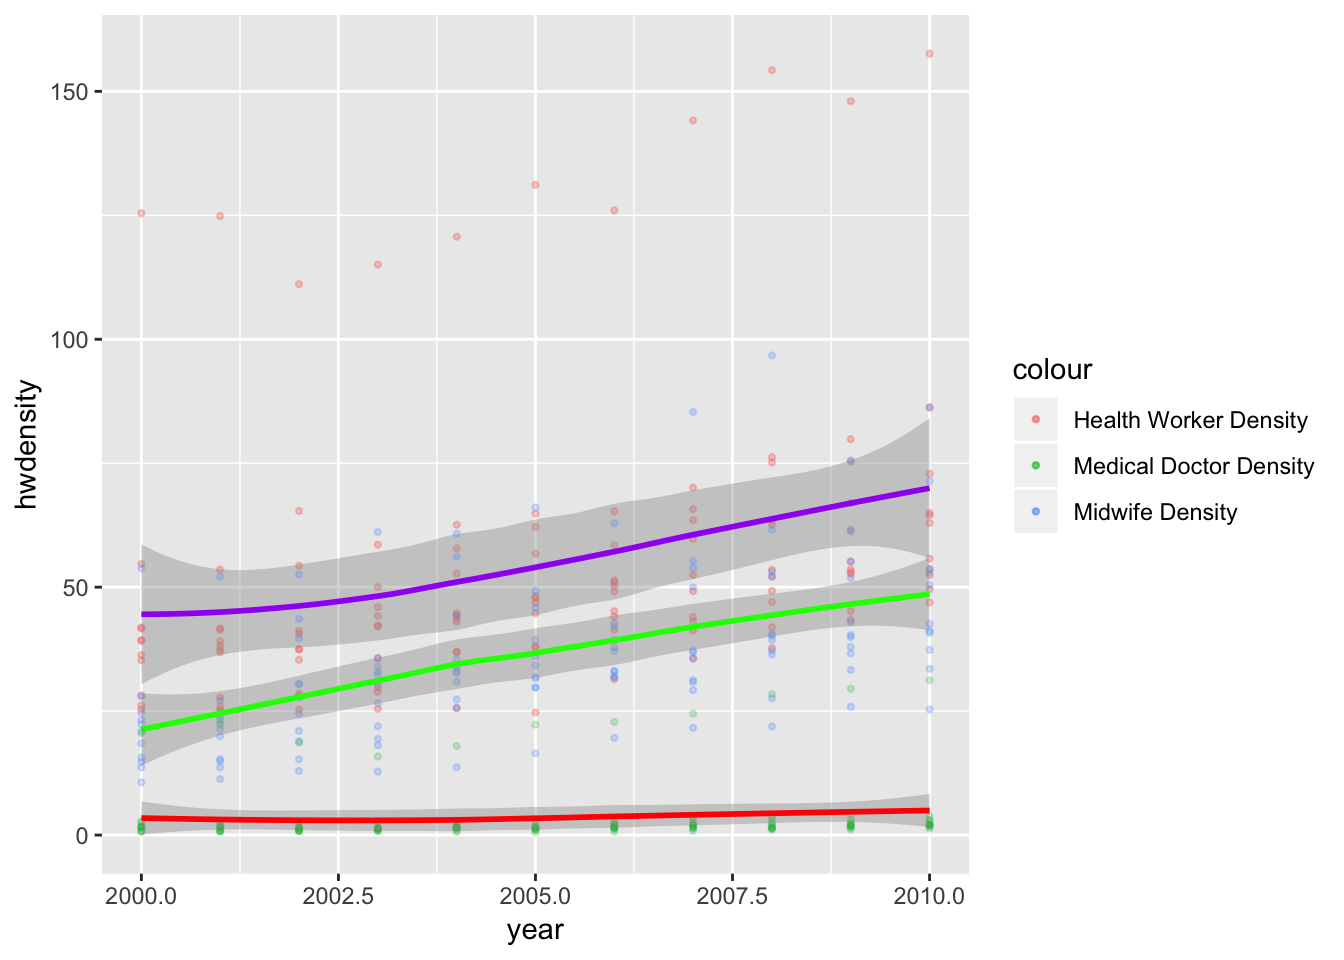 hwdensity
150
100
50
0
2000.0 2002.5 2005.0 2007.5 2010.0
year
colour
Health Worker Density
Medical Doctor Density
Midwife Density